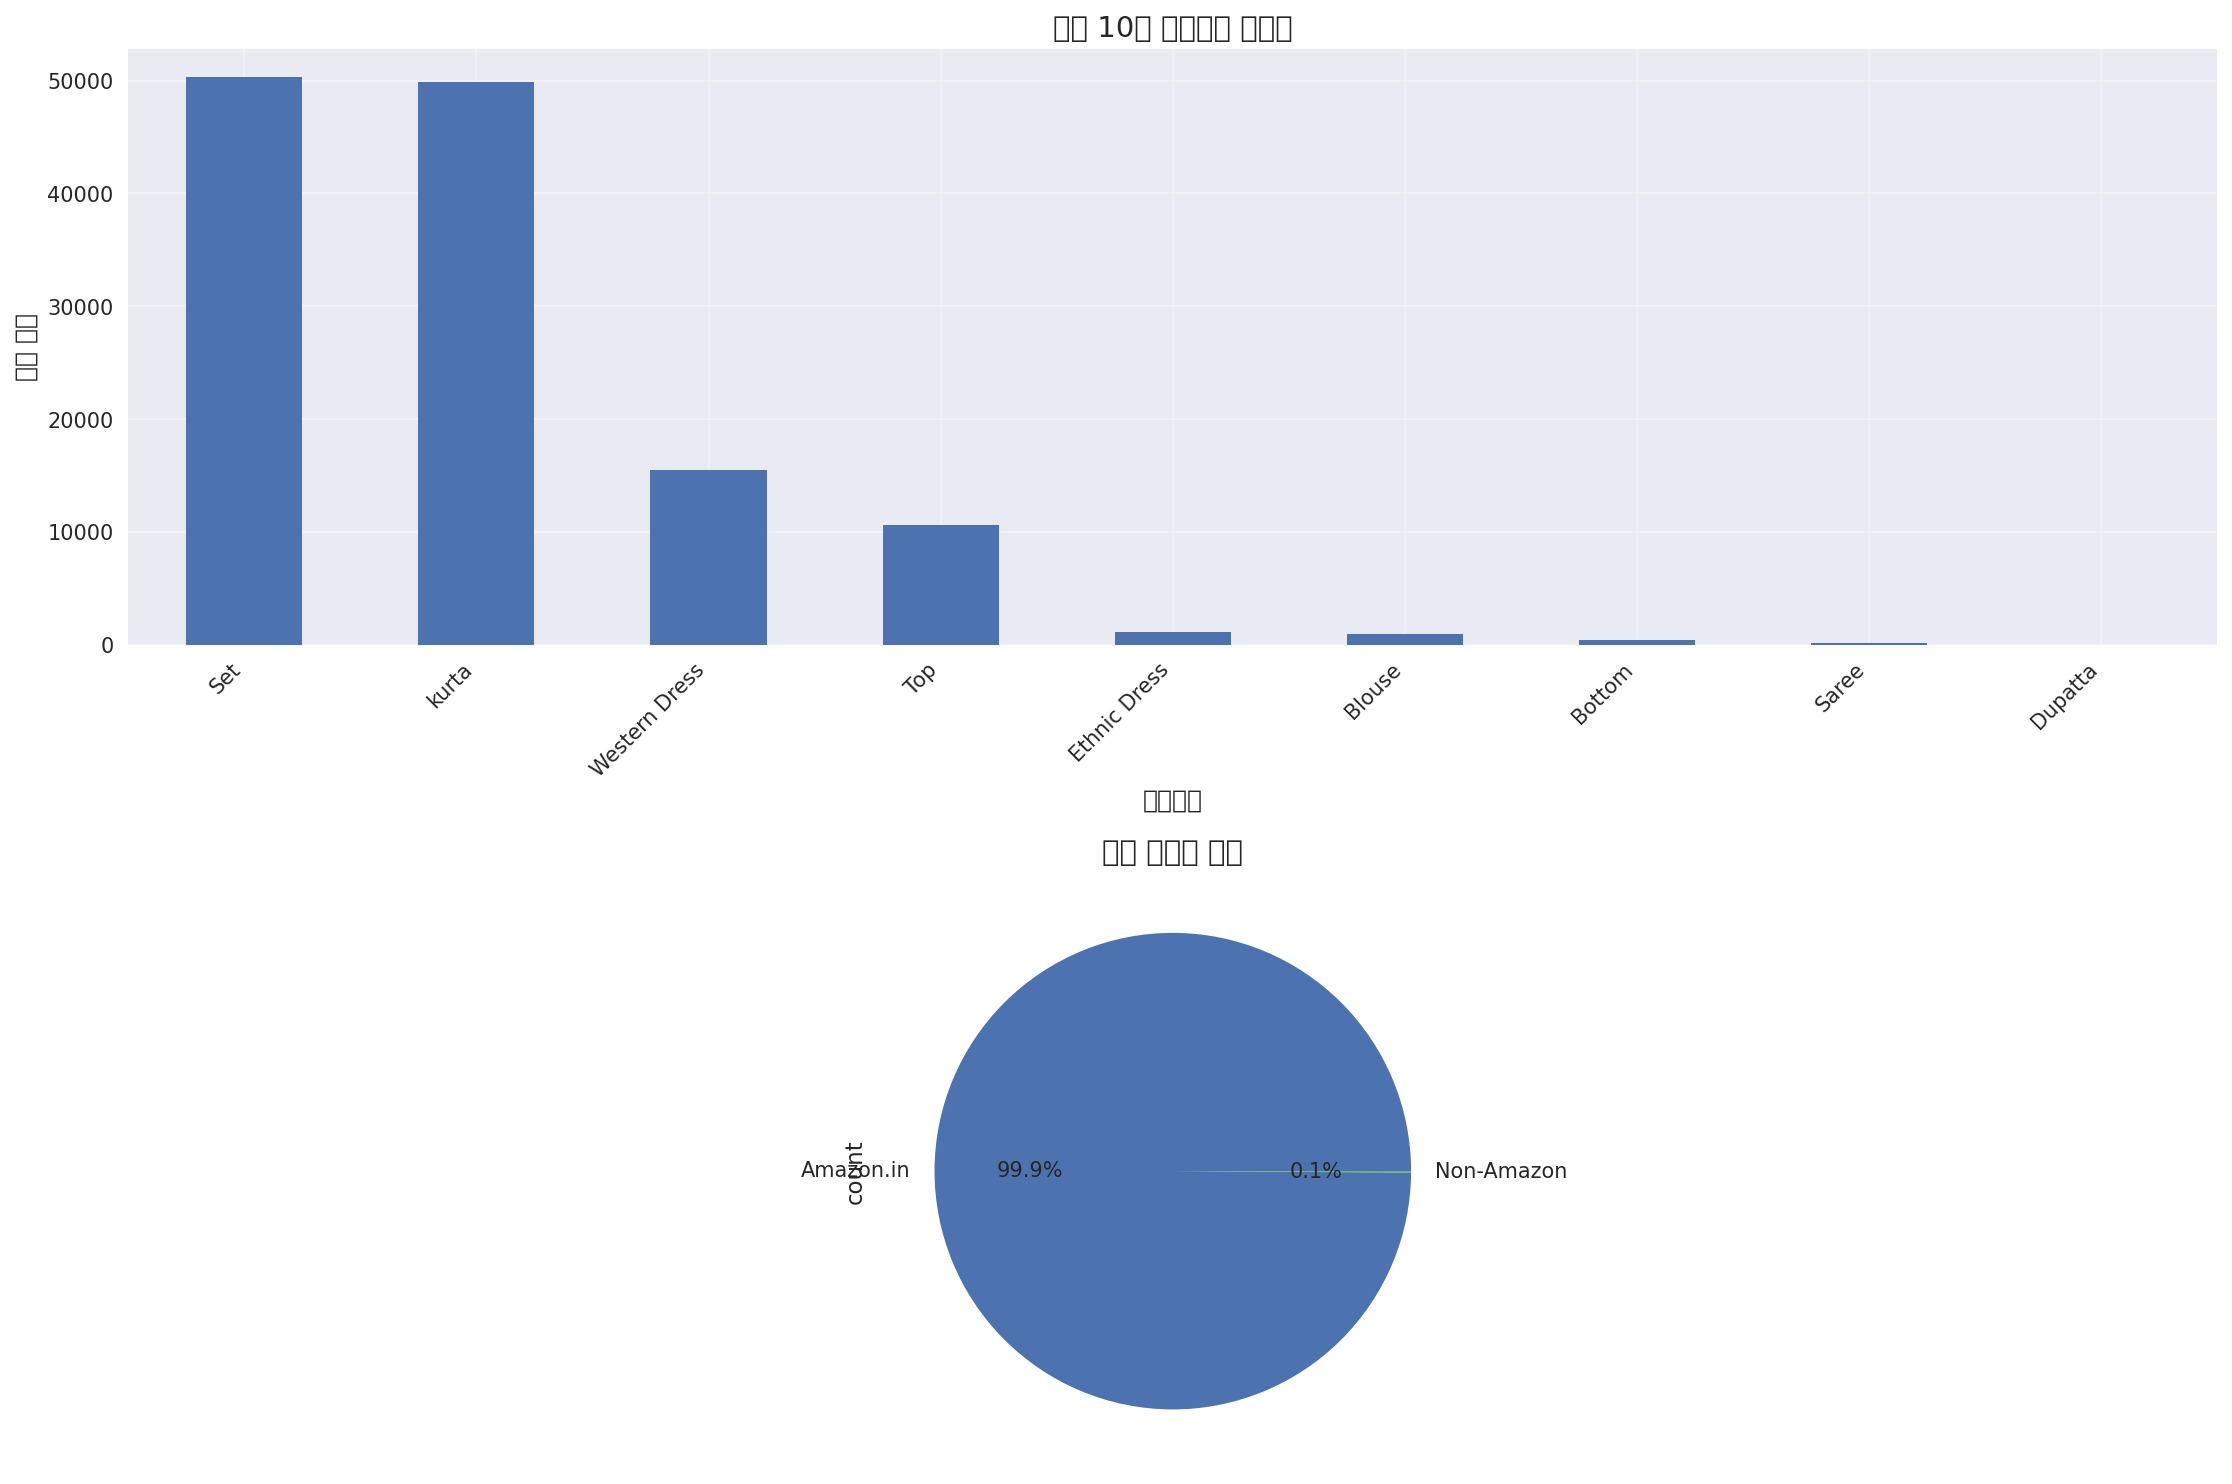 10
50000
40000
30000
20000
10000
0
Set
kurta
Western Dress
Top
Ethnic Dress
Blouse
Bottom
Saree
Dupatta
Amazon.in
count
99.9%
0.1%
Non-Amazon